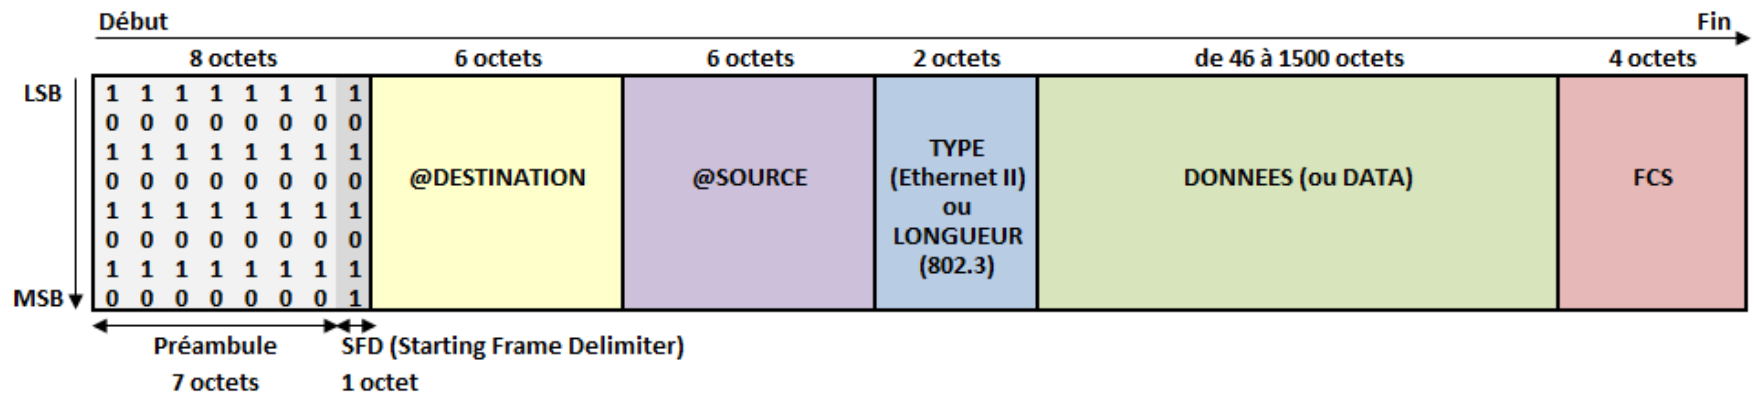 Début Fin
8 octets 6 octets 6 octets 2 octets de 46 à 1500 octets 4 octets
LSB 1 1 1 1 1 1 1 1
0 0 0 0 0 0 0 0
1 1 1 1 1 1 1 1
0 0 0 0 0 0 0 0
1 1 1 1 1 1 1 1
0 0 0 0 0 0 0 0
1 1 1 1 1 1 1 1
MSB 0 0 0 0 0 0 0 1
@DESTINATION
@SOURCE
TYPE
(Ethernet II)
ou
LONGUEUR
(802.3)
DONNEES (ou DATA)
FCS
Préambule SFD (Starting Frame Delimiter)
7 octets 1 octet